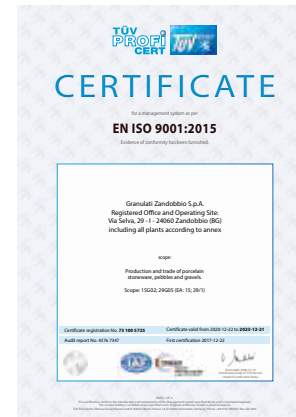 TÜV
PROFi
CERT
TÜV
CERTIFICATE
for a management system as per
EN ISO 9001:2015
Evidence of conformity has been furnished.
Granulati Zandobbio S.p.A.
Registered Office and Operating Site:
Via Selva, 29 - I - 24060 Zandobbio (BG)
including all plants according to annex
scope:
Production and trade of porcelain
stoneware, pebbles and gravels.
Scope: 15G02; 29G05 (EA: 15; 29/1)
Certificate registration No. 73 100 5725
Certificate valid from 2020-12-22 to 2023-12-21
Audit report No. 4376 7347
First certification 2017-12-22
IAF